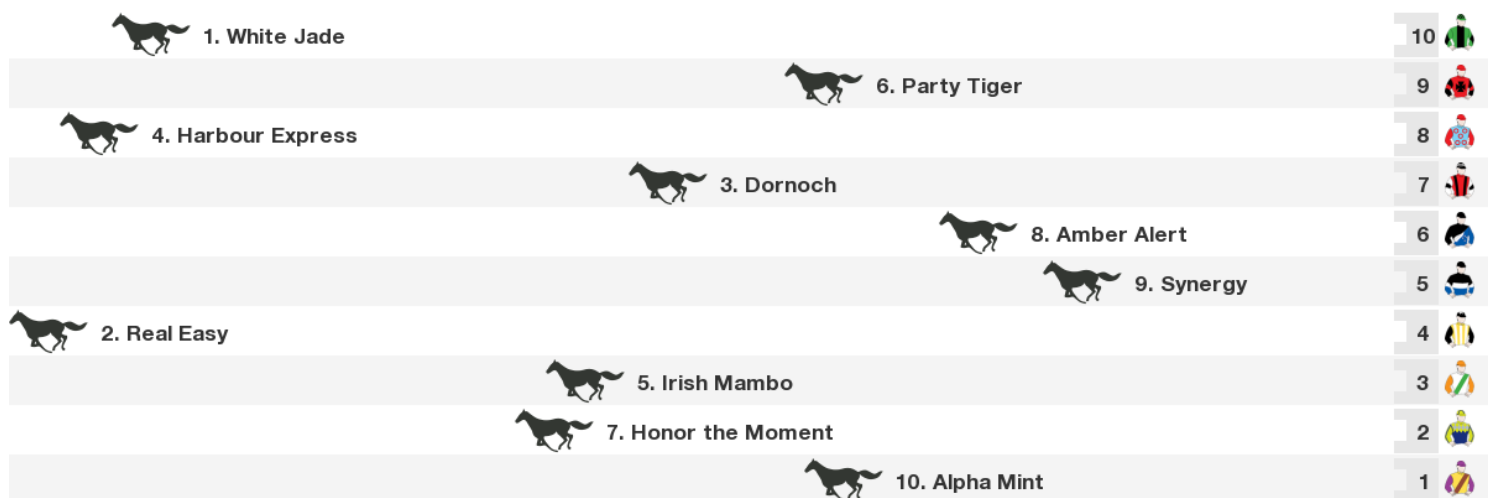 1. White Jade 10
6. Party Tiger 9
4. Harbour Express 8
3. Dornoch 7
8. Amber Alert 6
9. Synergy 5
2. Real Easy 4
5. Irish Mambo 3
7. Honor the Moment 2
10. Alpha Mint 1